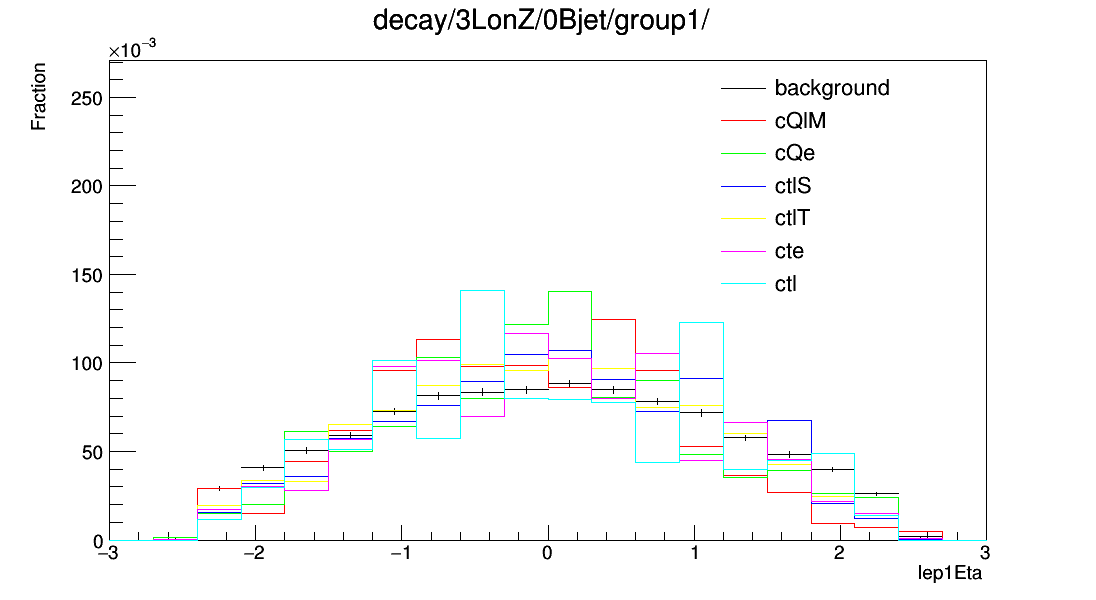 decay/3LonZ/0Bjet/group1/
×10⁻³
Fraction
250
200
150
100
50
0
background
cQlM
cQe
ctlS
ctlT
cte
ctl
−3 −2 −1 0 1 2 3
lep1Eta